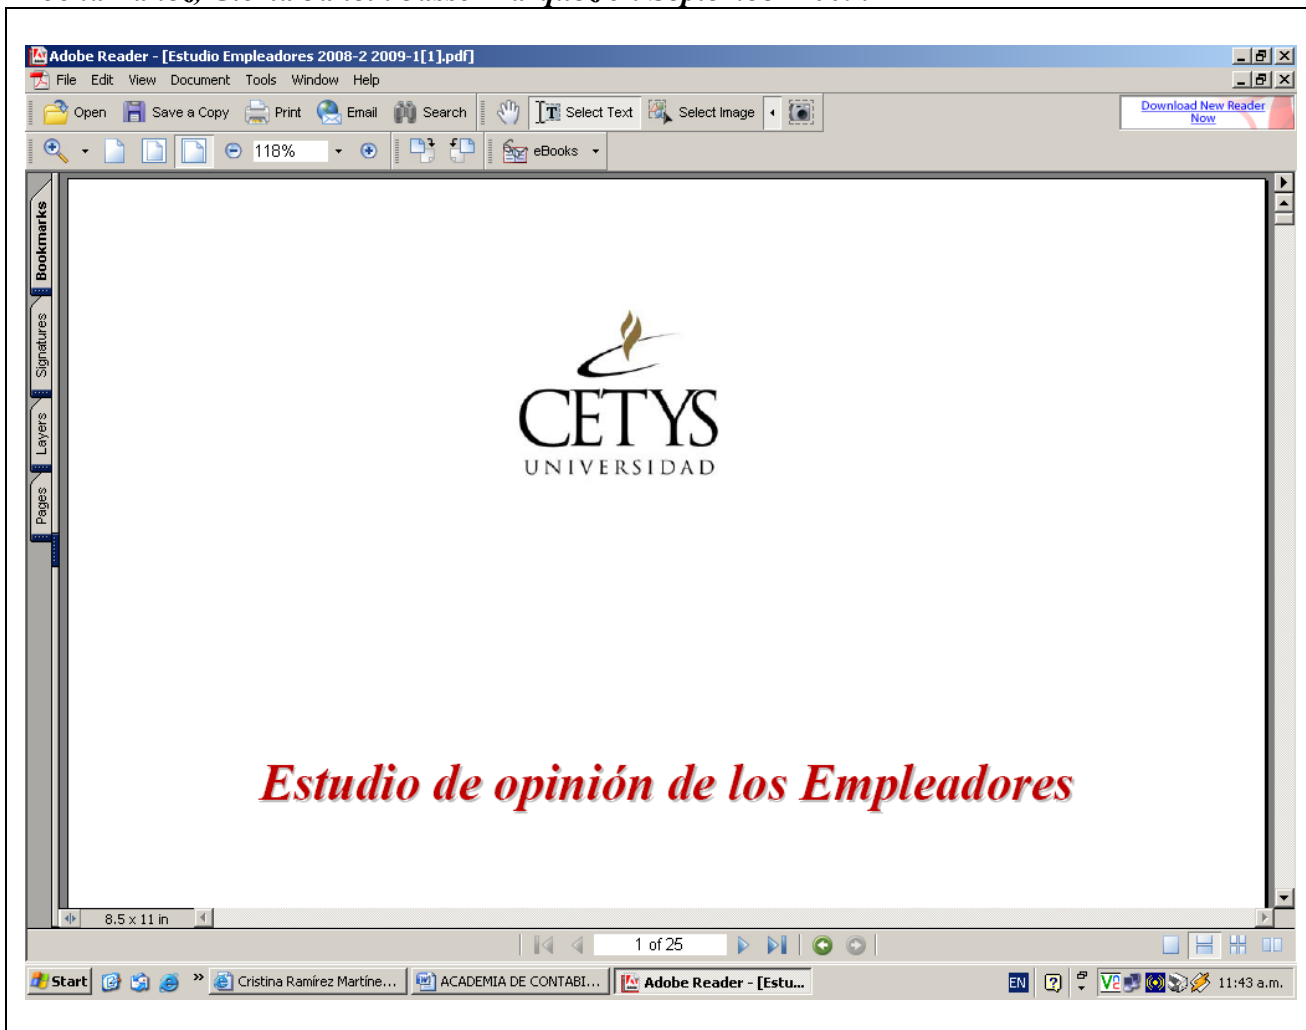 Adobe Reader - [Estudio Empleadores 2008-2 2009-1[1].pdf]
File Edit View Document Tools Window Help
Open Save a Copy Print Email Search Select Text Select Image
Download New Reader Now
118% eBooks
Bookmarks
Signatures
Layers
Pages
CETYS
UNIVERSIDAD
Estudio de opinión de los Empleadores
8.5 x 11 in
1 of 25
Start » Cristina Ramírez Martíne... ACADEMIA DE CONTABI... Adobe Reader - [Estu... EN 11:43 a.m.